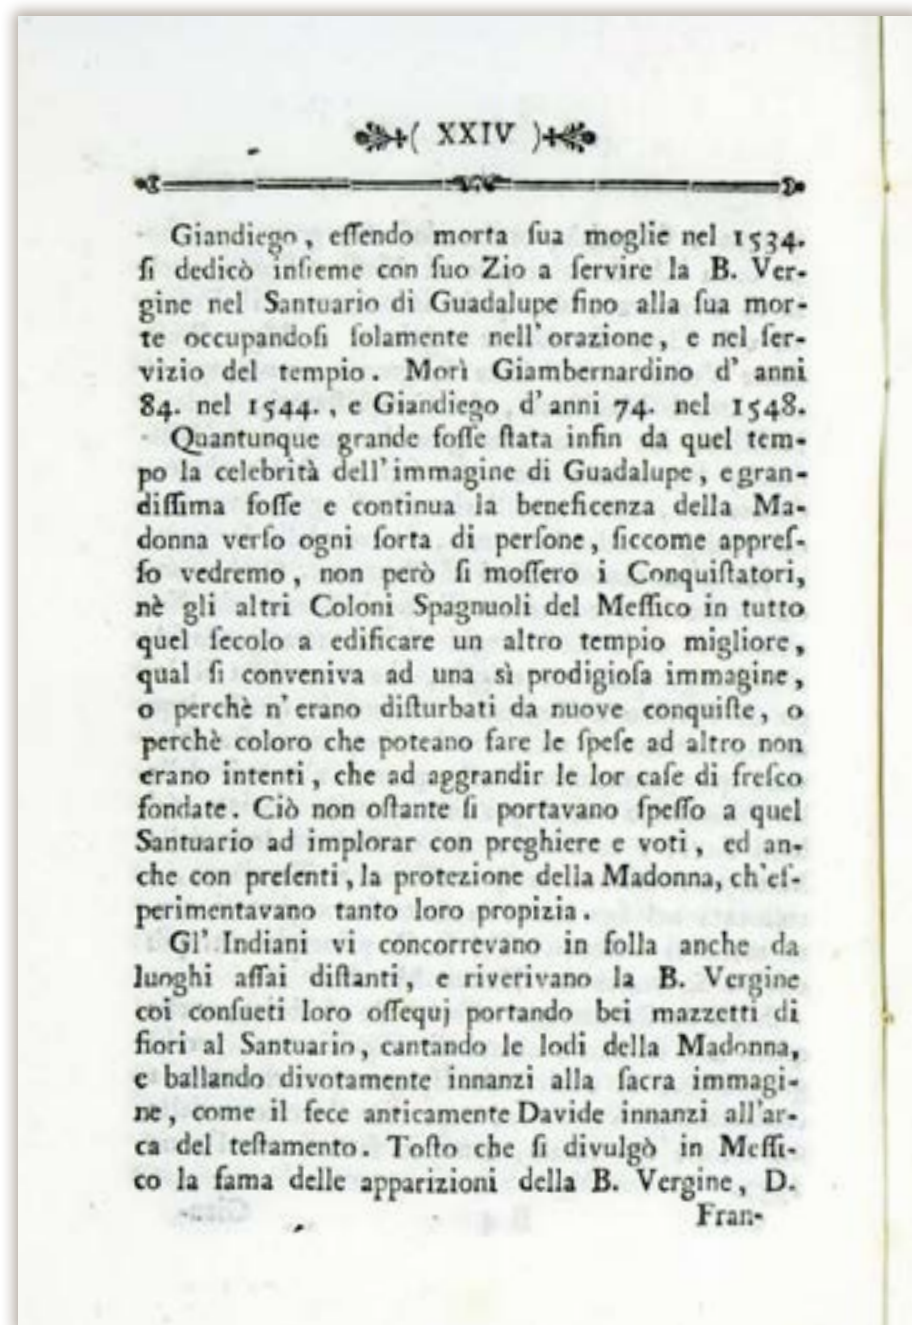 ( XXIV )
Giandiego, eſſendo morta ſua moglie nel 1534.
ſi dedicò inſieme con ſuo Zio a ſervire la B. Ver-
gine nel Santuario di Guadalupe fino alla ſua mor-
te occupandoſi ſolamente nell' orazione, e nel ſer-
vizio del tempio. Morì Giambernardino d' anni
84. nel 1544., e Giandiego d' anni 74. nel 1548.
Quantunque grande foſſe ſtata infin da quel tem-
po la celebrità dell' immagine di Guadalupe, e gran-
diſſima foſſe e continua la beneficenza della Ma-
donna verſo ogni ſorta di perſone, ſiccome appreſ-
ſo vedremo, non però ſi moſſero i Conquiſtatori,
nè gli altri Coloni Spagnuoli del Meſſico in tutto
quel ſecolo a edificare un altro tempio migliore,
qual ſi conveniva ad una sì prodigioſa immagine,
o perchè n' erano diſturbati da nuove conquiſte, o
perchè coloro che poteano fare le ſpeſe ad altro non
erano intenti, che ad aggrandir le lor caſe di freſco
fondate. Ciò non oſtante ſi portavano ſpeſſo a quel
Santuario ad implorar con preghiere e voti, ed an-
che con preſenti, la protezione della Madonna, ch'eſ-
perimentavano tanto loro propizia.
Gl' Indiani vi concorrevano in folla anche da
luoghi aſſai diſtanti, e riverivano la B. Vergine
coi conſueti loro oſſequj portando bei mazzetti di
fiori al Santuario, cantando le lodi della Madonna,
e ballando divotamente innanzi alla ſacra immagi-
ne, come il fece anticamente Davide innanzi all'ar-
ca del teſtamento. Toſto che ſi divulgò in Meſſi-
co la fama delle apparizioni della B. Vergine, D.
Fran-